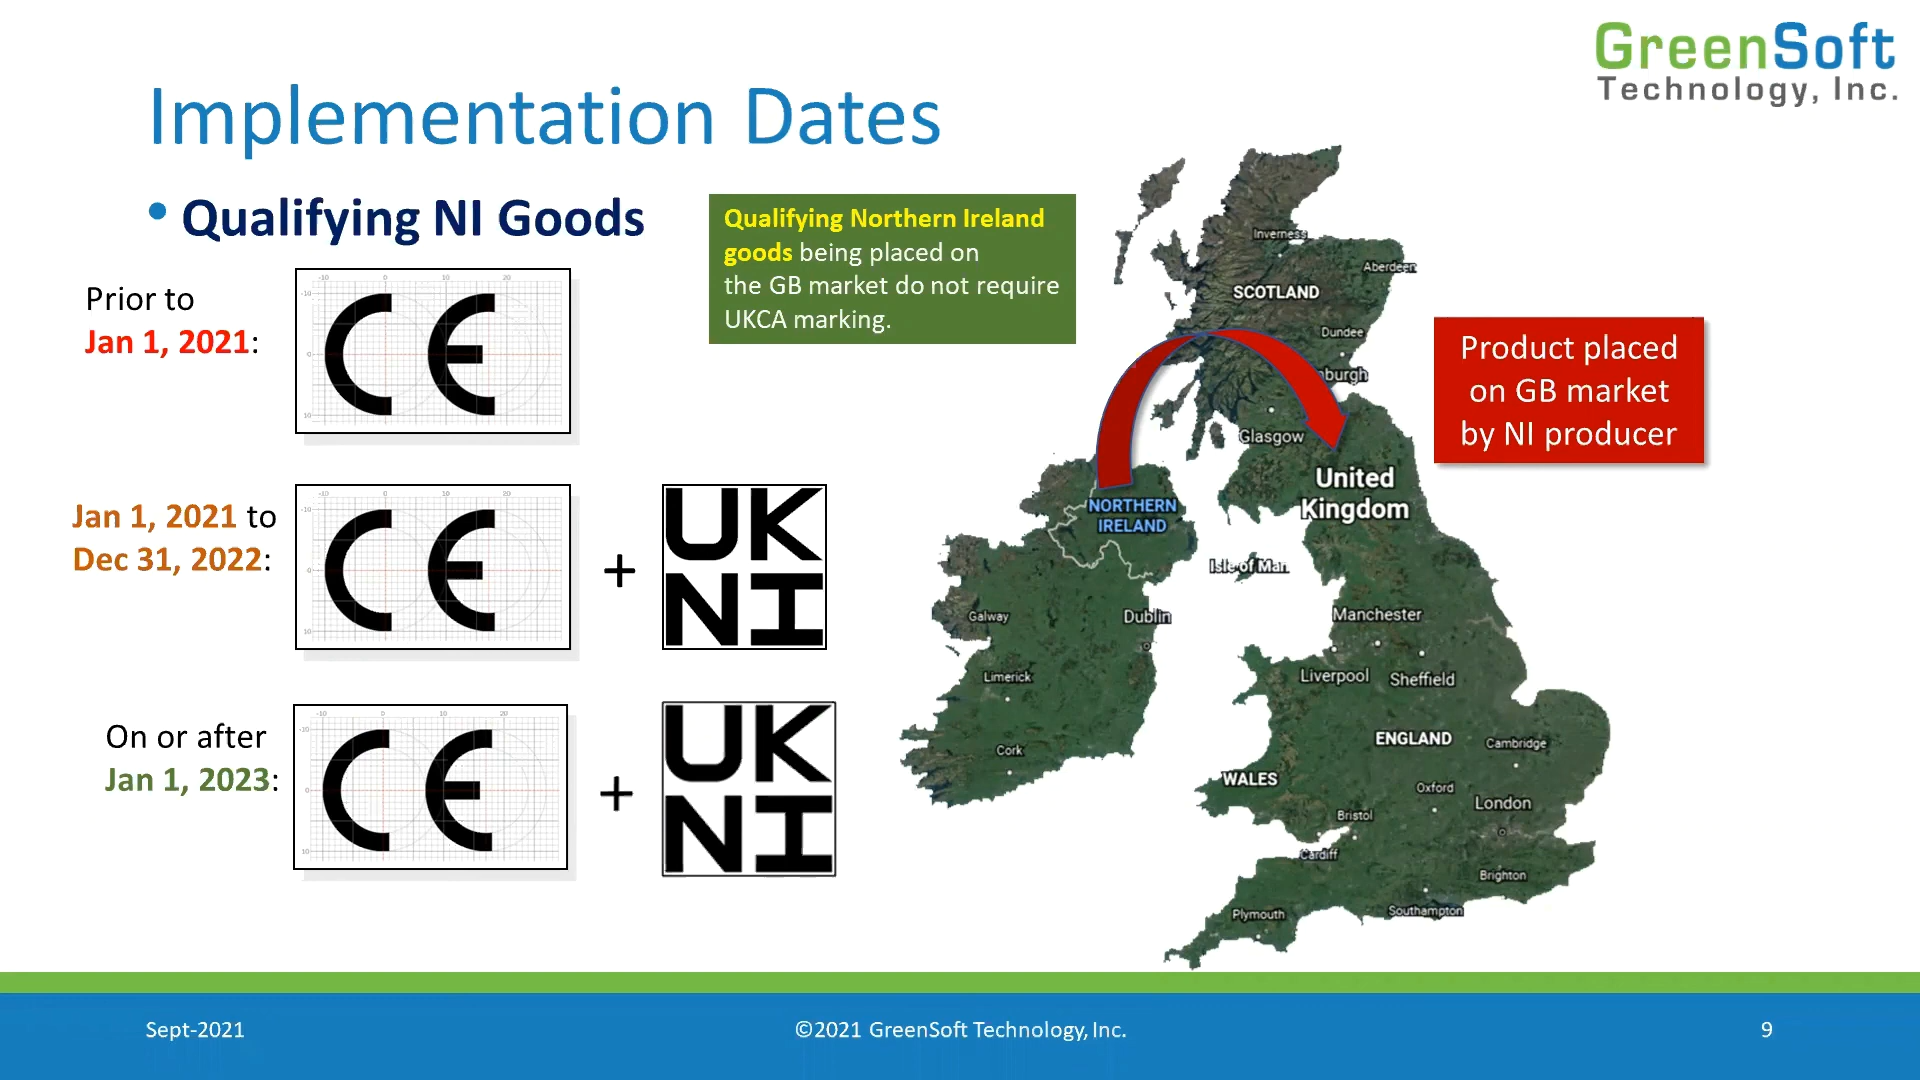 GreenSoft
Technology, Inc.
Implementation Dates
• Qualifying NI Goods
Qualifying Northern Ireland
goods being placed on
the GB market do not require
UKCA marking.
Prior to
Jan 1, 2021:
CE
Jan 1, 2021 to
Dec 31, 2022:
CE
+
UK
NI
On or after
Jan 1, 2023:
CE
+
UK
NI
Product placed
on GB market
by NI producer
Inverness
Aberdeen
SCOTLAND
Dundee
burgh
Glasgow
United
Kingdom
NORTHERN
IRELAND
Isle of Man
Galway
Dublin
Manchester
Limerick
Liverpool
Sheffield
Cork
ENGLAND
Cambridge
WALES
Oxford
London
Bristol
Cardiff
Brighton
Plymouth
Southampton
Sept-2021
©2021 GreenSoft Technology, Inc.
9